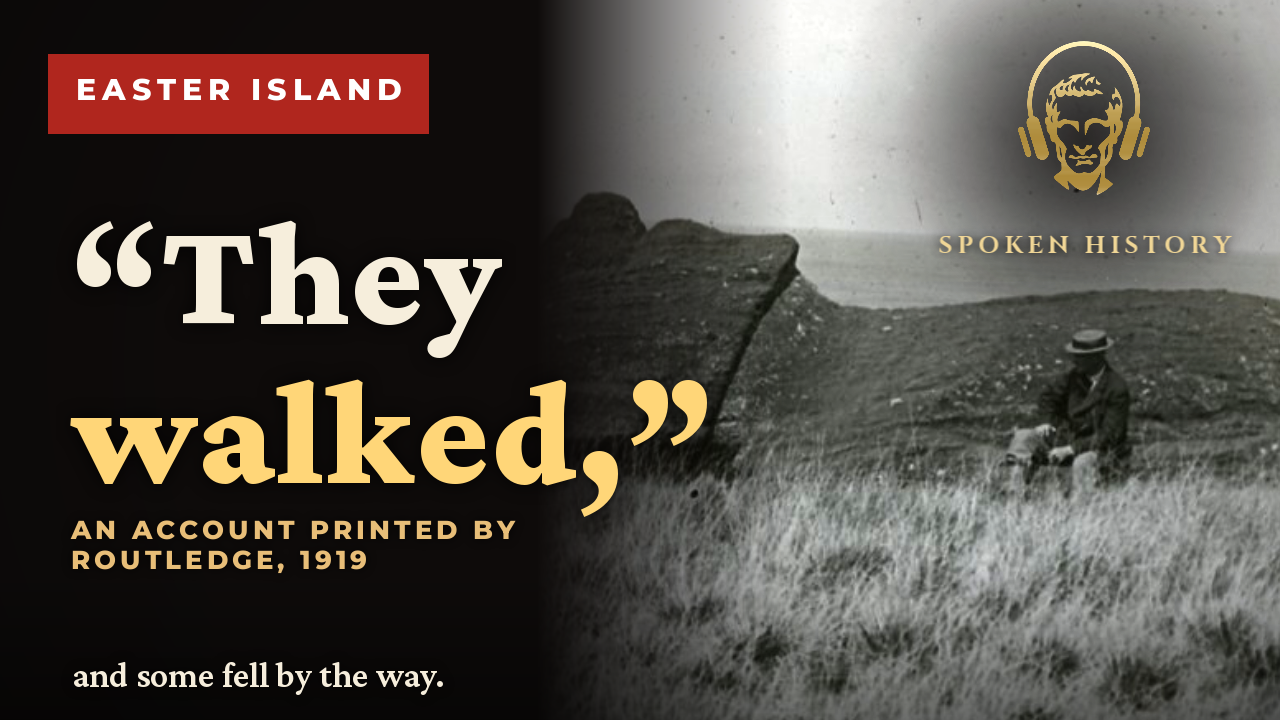 EASTER ISLAND
SPOKEN HISTORY
“They
walked,”
AN ACCOUNT PRINTED BY
ROUTLEDGE, 1919
and some fell by the way.